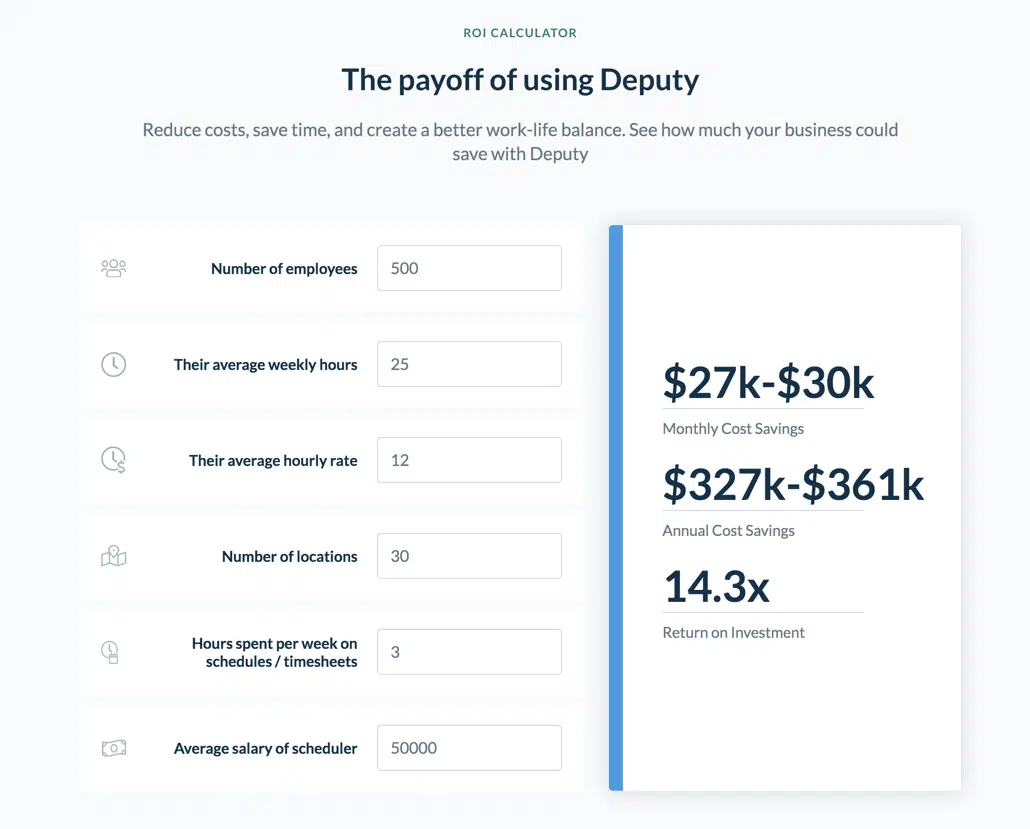 ROI CALCULATOR
The payoff of using Deputy
Reduce costs, save time, and create a better work-life balance. See how much your business could
save with Deputy
Number of employees
500
Their average weekly hours
25
Their average hourly rate
12
Number of locations
30
Hours spent per week on
schedules / timesheets
3
Average salary of scheduler
50000
$27k-$30k
Monthly Cost Savings
$327k-$361k
Annual Cost Savings
14.3x
Return on Investment